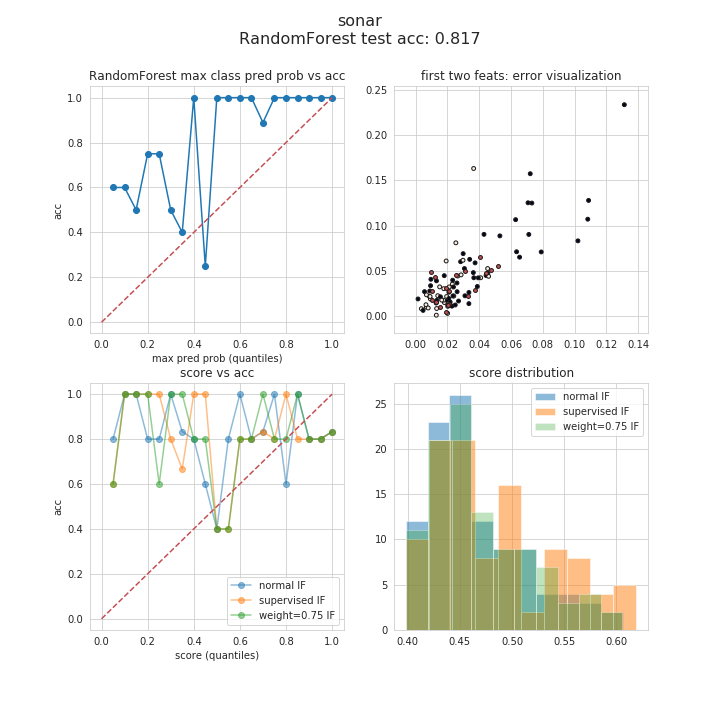 sonar
RandomForest test acc: 0.817
RandomForest max class pred prob vs acc
1.0
0.8
0.6
0.4
0.2
0.0
acc
0.0 0.2 0.4 0.6 0.8 1.0
max pred prob (quantiles)
first two feats: error visualization
0.25
0.20
0.15
0.10
0.05
0.00
0.00 0.02 0.04 0.06 0.08 0.10 0.12 0.14
score vs acc
1.0
0.8
0.6
0.4
0.2
0.0
acc
normal IF
supervised IF
weight=0.75 IF
0.0 0.2 0.4 0.6 0.8 1.0
score (quantiles)
score distribution
normal IF
supervised IF
weight=0.75 IF
25
20
15
10
5
0
0.40 0.45 0.50 0.55 0.60